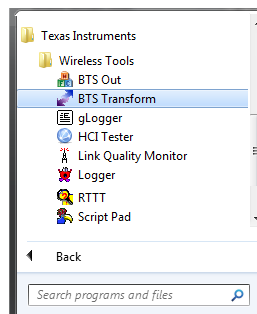 Texas Instruments
Wireless Tools
BTS Out
BTS Transform
gLogger
HCI Tester
Link Quality Monitor
Logger
RTTT
Script Pad
Back
Search programs and files